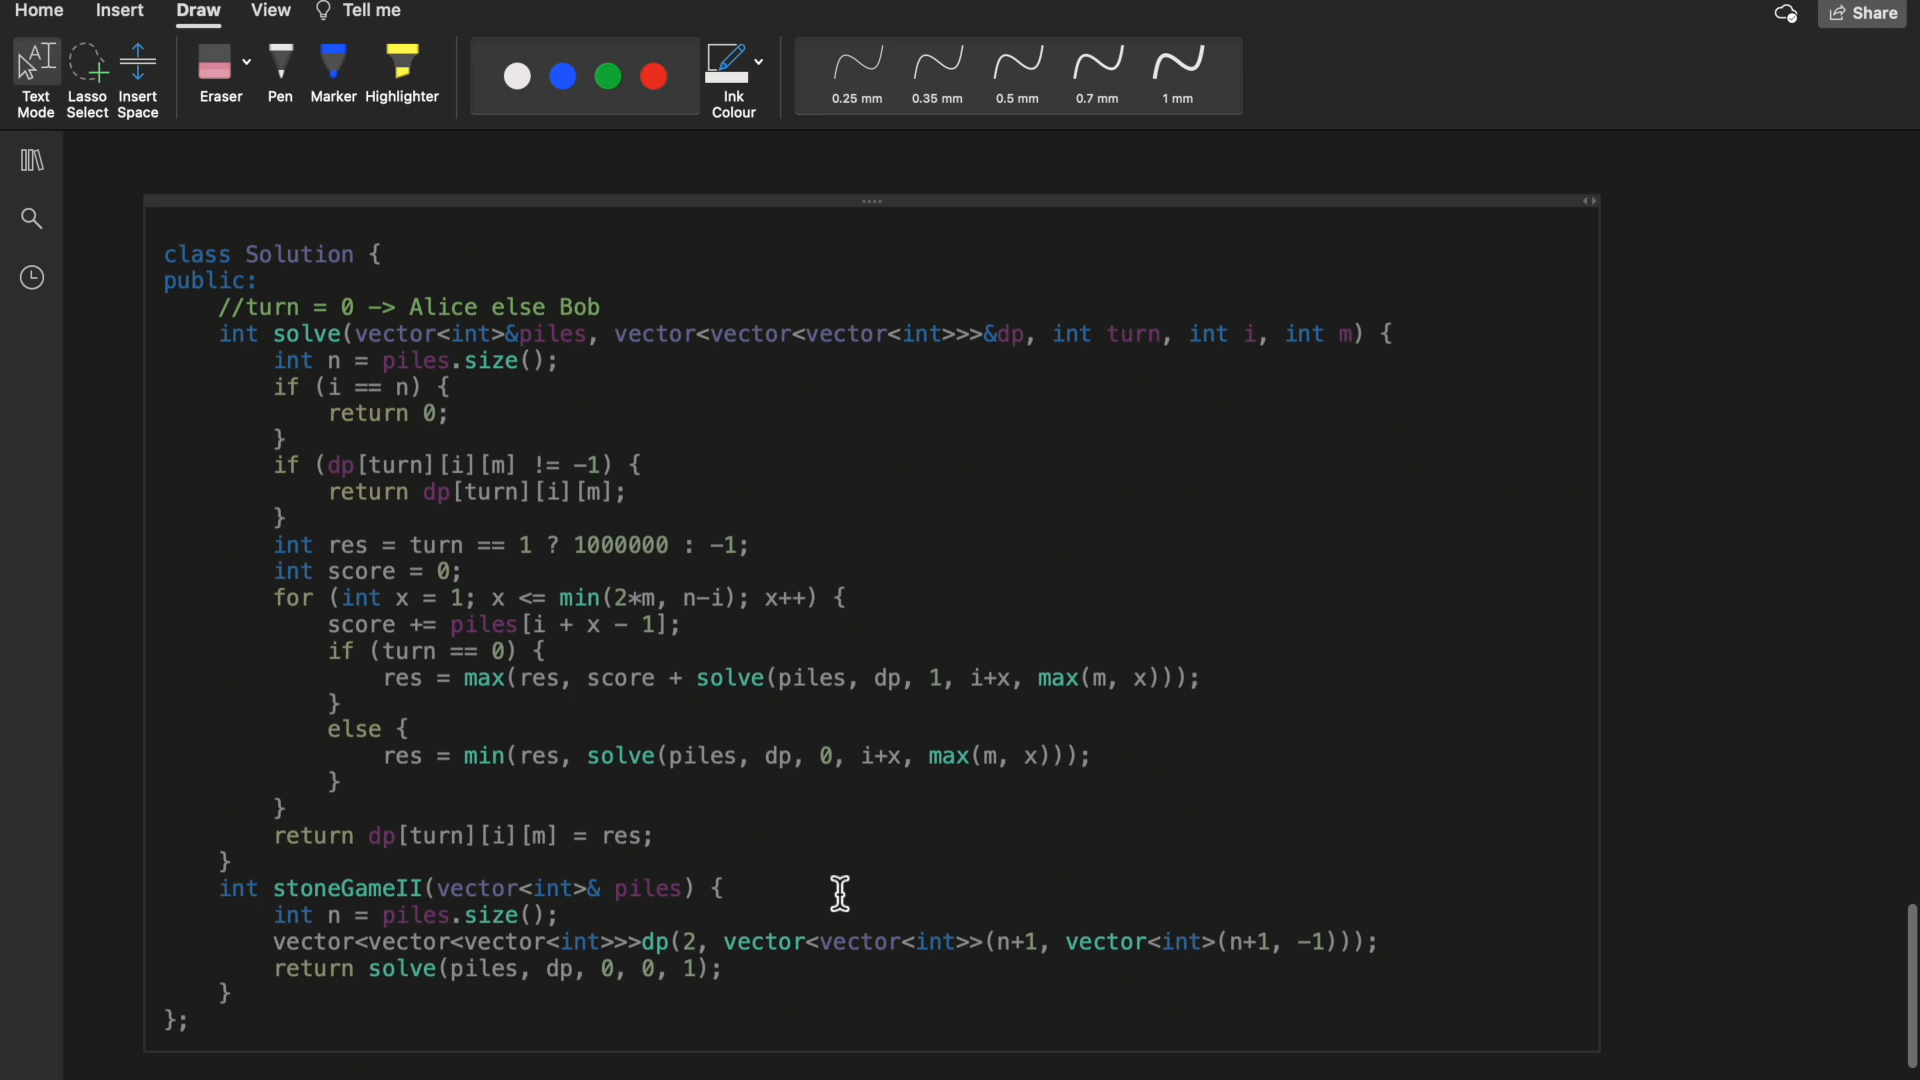 Home Insert Draw View Tell me Share
Text Mode
Lasso Select
Insert Space
Eraser
Pen
Marker
Highlighter
Ink Colour
0.25 mm 0.35 mm 0.5 mm 0.7 mm 1 mm
class Solution {
public:
    //turn = 0 -> Alice else Bob
    int solve(vector<int>&piles, vector<vector<vector<int>>>&dp, int turn, int i, int m) {
        int n = piles.size();
        if (i == n) {
            return 0;
        }
        if (dp[turn][i][m] != -1) {
            return dp[turn][i][m];
        }
        int res = turn == 1 ? 1000000 : -1;
        int score = 0;
        for (int x = 1; x <= min(2*m, n-i); x++) {
            score += piles[i + x - 1];
            if (turn == 0) {
                res = max(res, score + solve(piles, dp, 1, i+x, max(m, x)));
            }
            else {
                res = min(res, solve(piles, dp, 0, i+x, max(m, x)));
            }
        }
        return dp[turn][i][m] = res;
    }
    int stoneGameII(vector<int>& piles) {
        int n = piles.size();
        vector<vector<vector<int>>>dp(2, vector<vector<int>>(n+1, vector<int>(n+1, -1)));
        return solve(piles, dp, 0, 0, 1);
    }
};